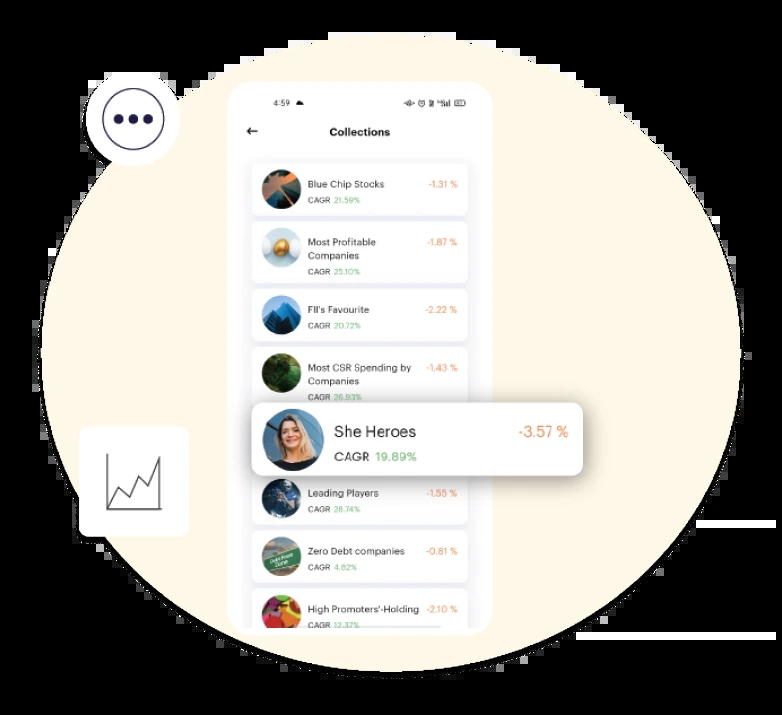 4:59
Collections
Blue Chip Stocks -1.31 %
CAGR 21.59%
Most Profitable -1.87 %
Companies
CAGR 25.10%
FII's Favourite -2.22 %
CAGR 20.72%
Most CSR Spending by -1.43 %
Companies
CAGR 26.93%
She Heroes -3.57 %
CAGR 19.89%
Leading Players -1.55 %
CAGR 28.74%
Zero Debt companies -0.81 %
CAGR 4.82%
High Promoters'-Holding -2.10 %
CAGR 12.37%